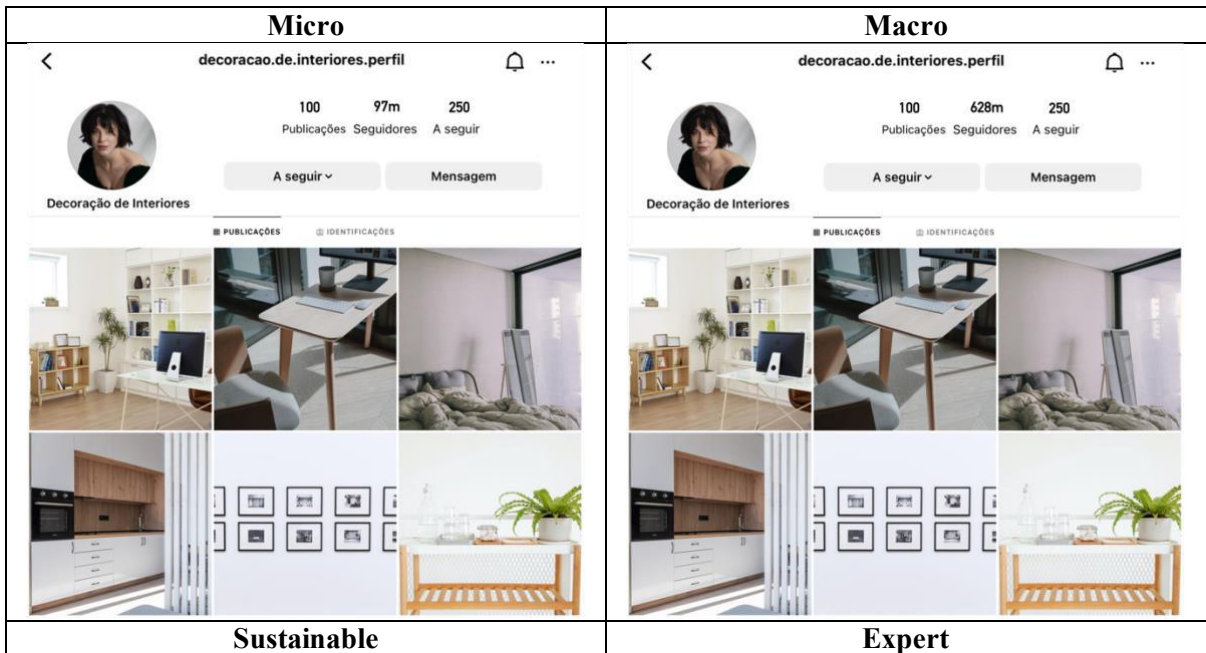 Micro
Macro
decoracao.de.interiores.perfil
...
100 97m 250
Publicações Seguidores A seguir
A seguir
Mensagem
Decoração de Interiores
PUBLICAÇÕES
IDENTIFICAÇÕES
decoracao.de.interiores.perfil
...
100 628m 250
Publicações Seguidores A seguir
A seguir
Mensagem
Decoração de Interiores
PUBLICAÇÕES
IDENTIFICAÇÕES
Sustainable
Expert